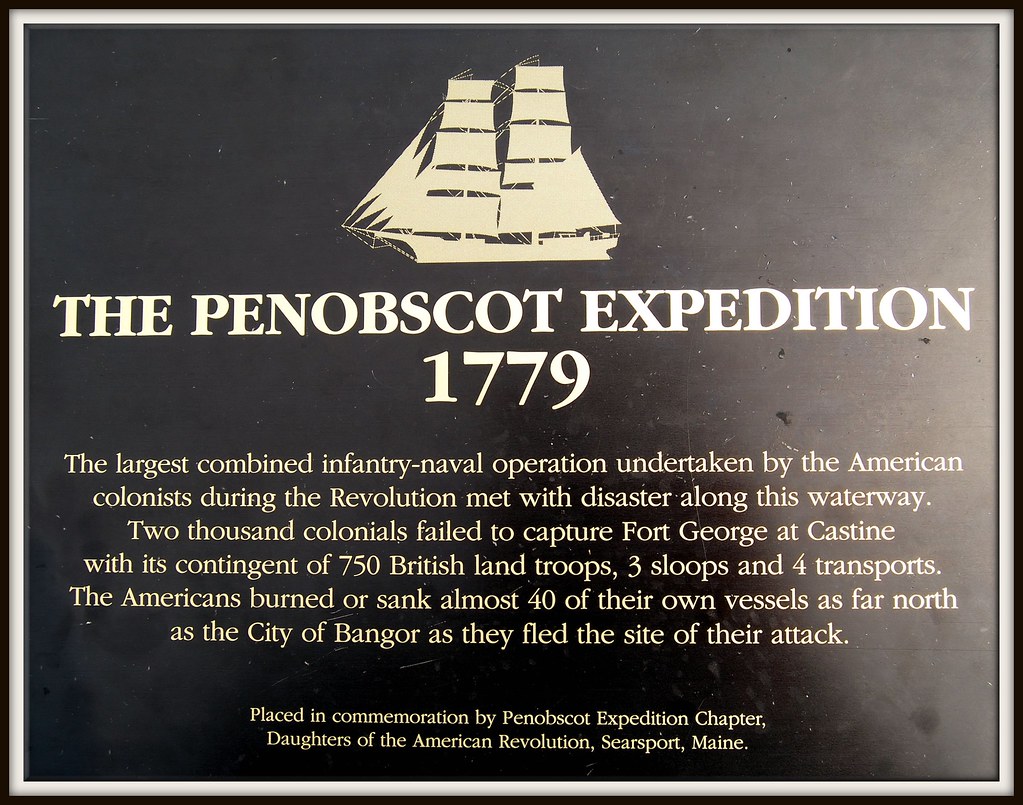 THE PENOBSCOT EXPEDITION
1779
The largest combined infantry-naval operation undertaken by the American
colonists during the Revolution met with disaster along this waterway.
Two thousand colonials failed to capture Fort George at Castine
with its contingent of 750 British land troops, 3 sloops and 4 transports.
The Americans burned or sank almost 40 of their own vessels as far north
as the City of Bangor as they fled the site of their attack.
Placed in commemoration by Penobscot Expedition Chapter,
Daughters of the American Revolution, Searsport, Maine.